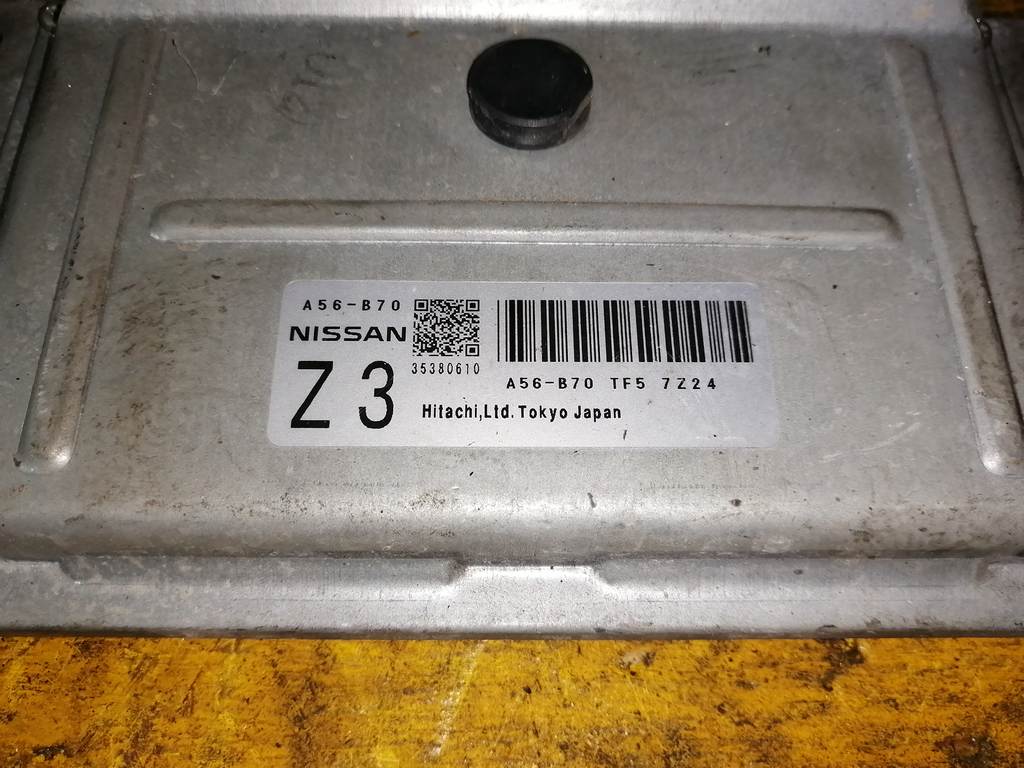 A56-B70
NISSAN
Z3
35380610
A56-B70 TF5 7Z24
Hitachi,Ltd. Tokyo Japan